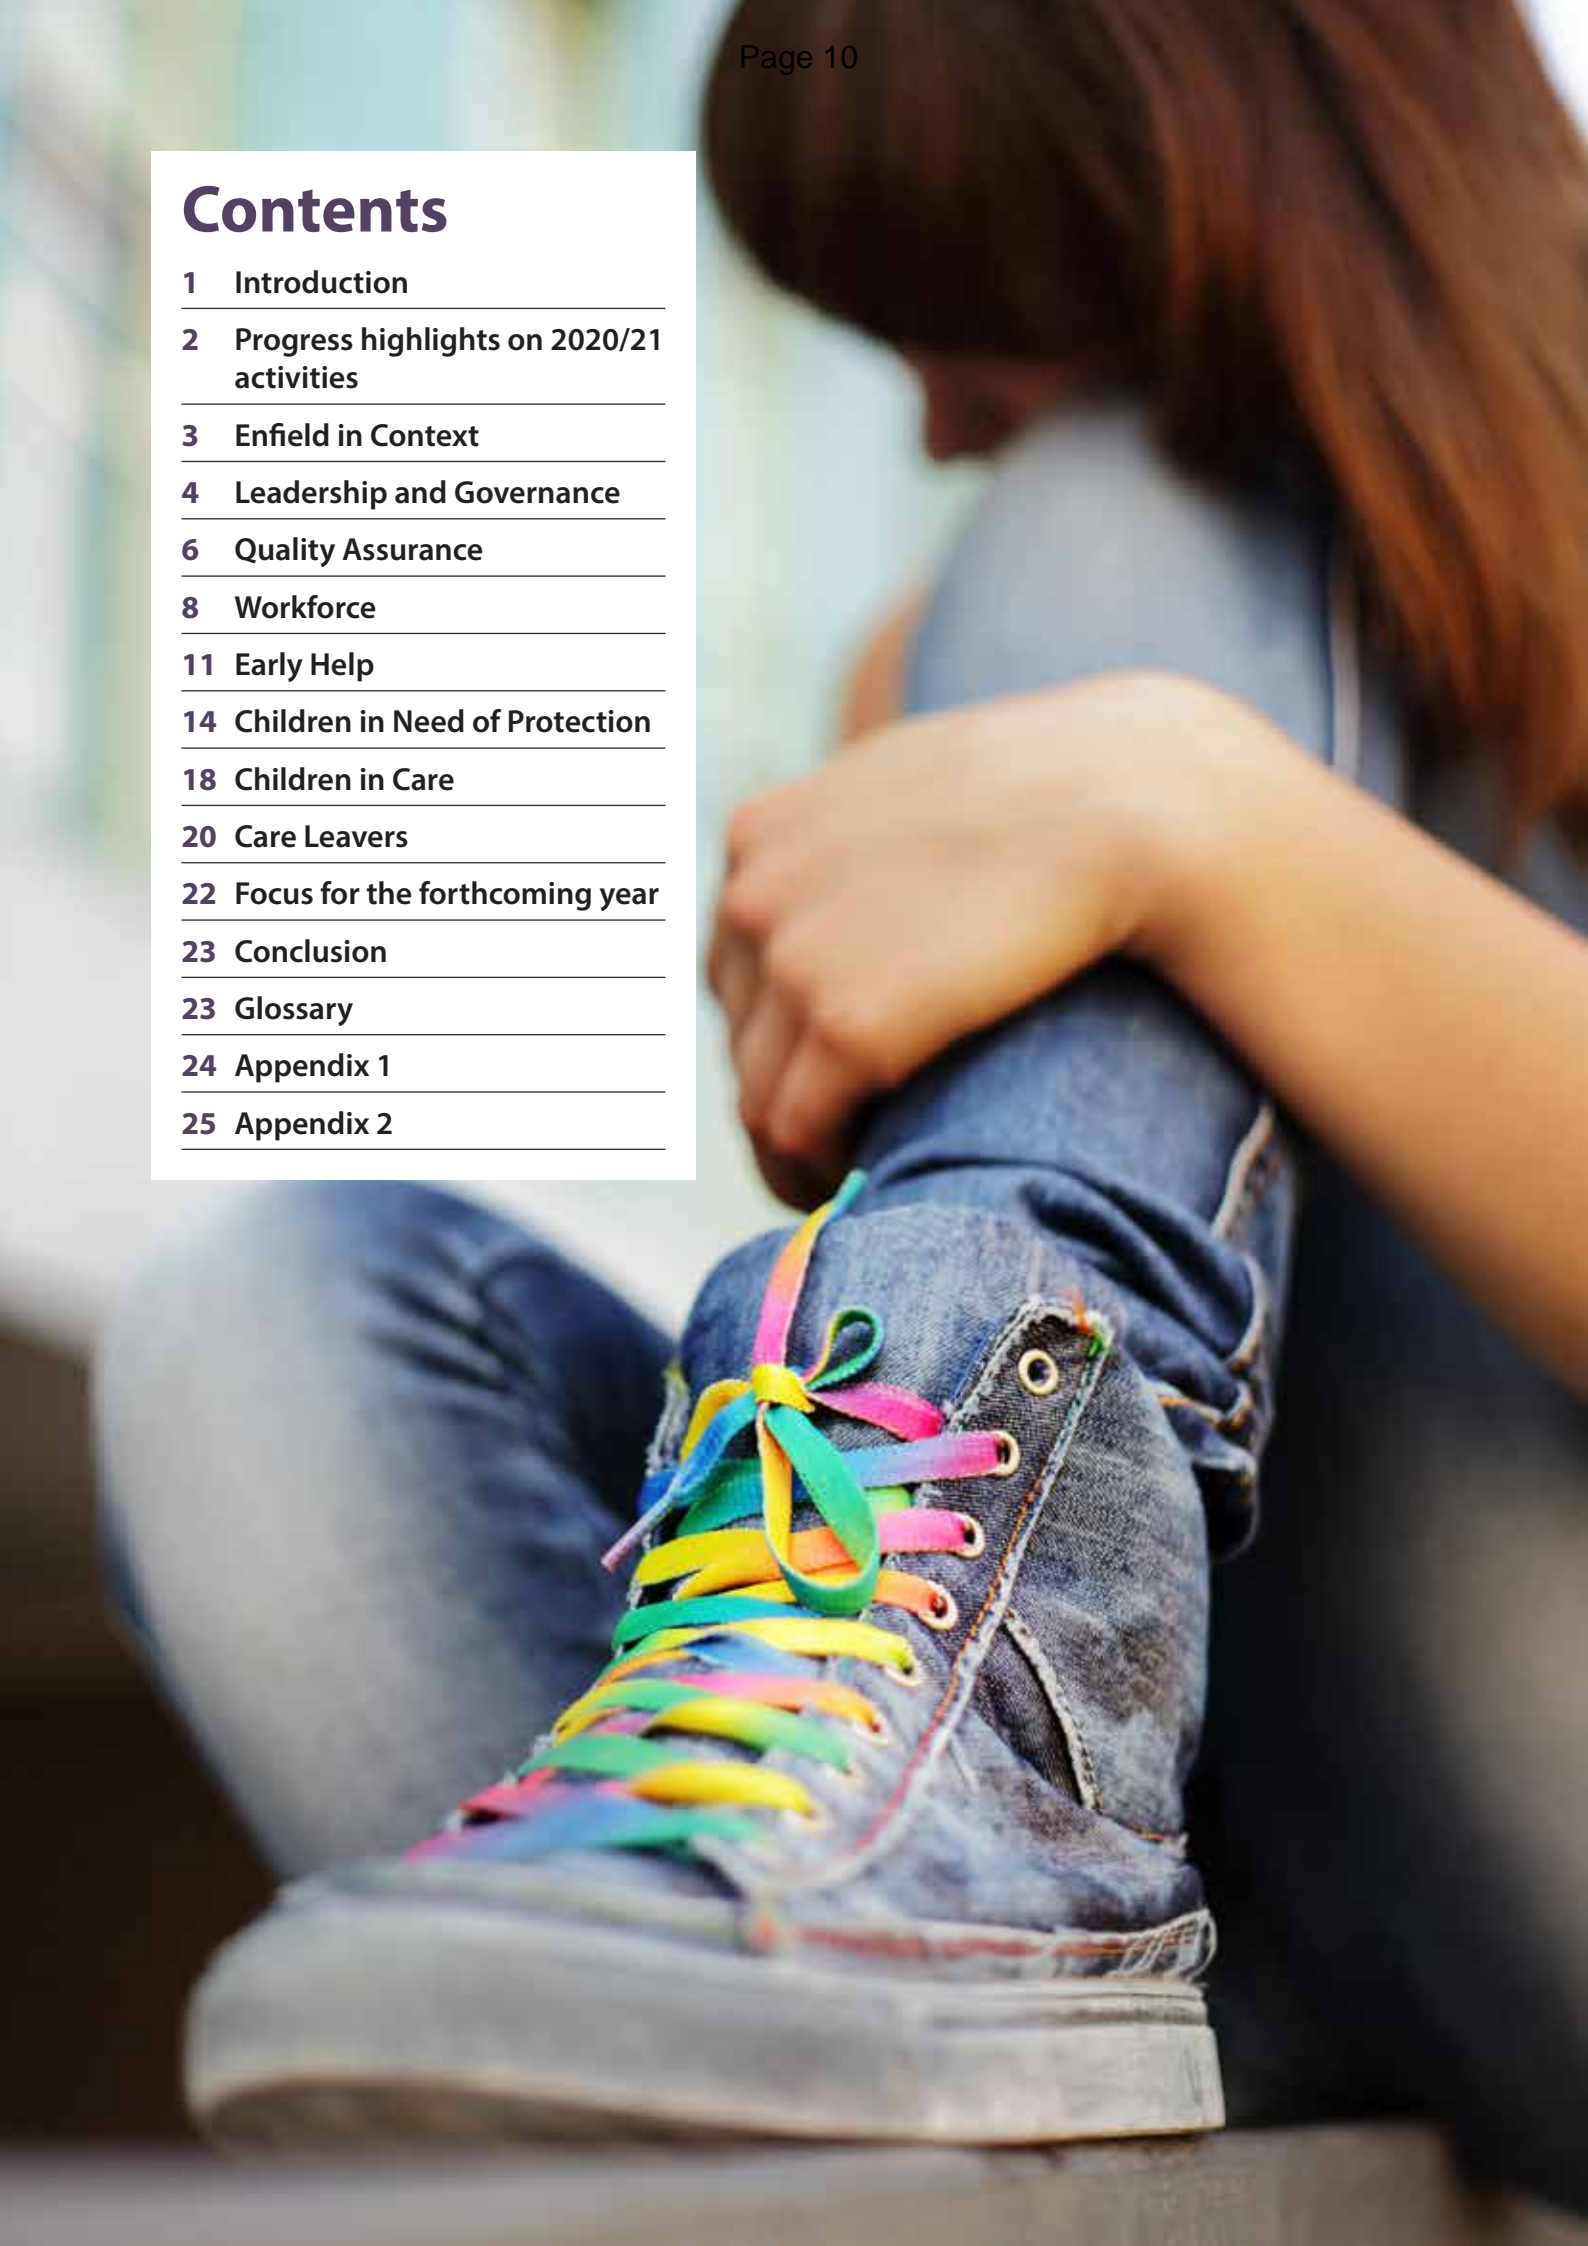 Page 10
Contents
1 Introduction
2 Progress highlights on 2020/21
activities
3 Enfield in Context
4 Leadership and Governance
6 Quality Assurance
8 Workforce
11 Early Help
14 Children in Need of Protection
18 Children in Care
20 Care Leavers
22 Focus for the forthcoming year
23 Conclusion
23 Glossary
24 Appendix 1
25 Appendix 2